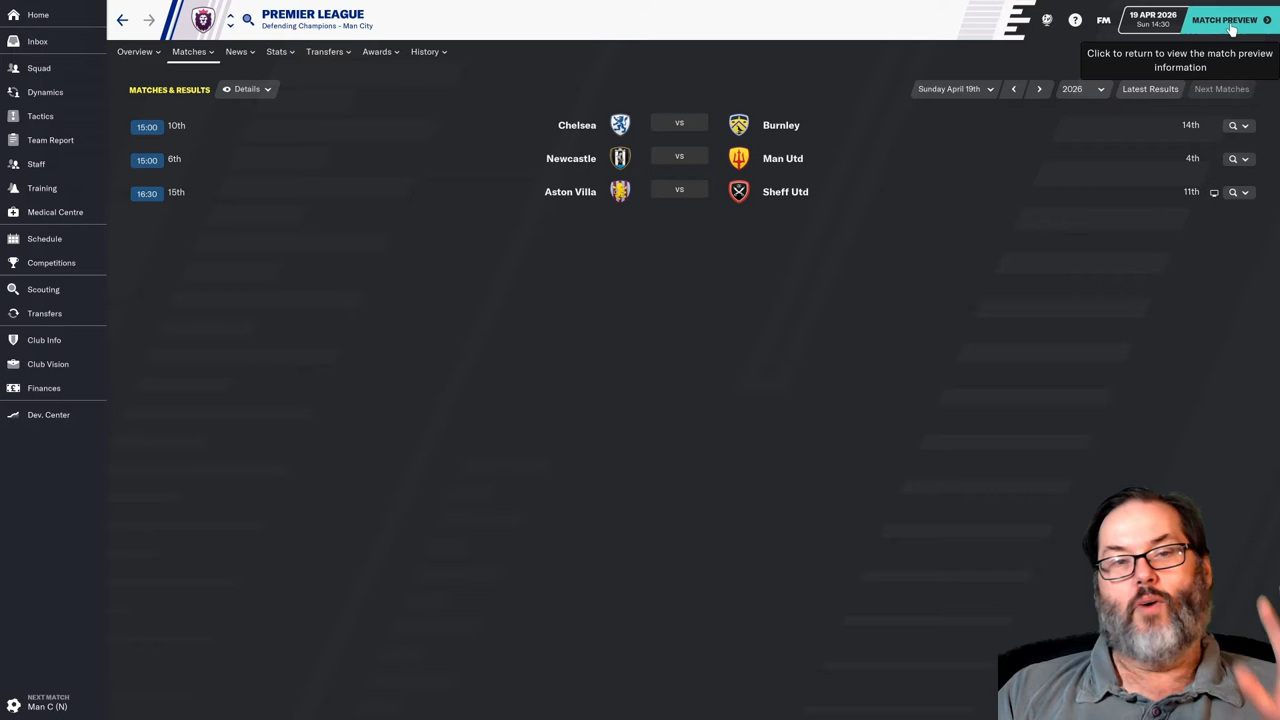 Home
Inbox
Squad
Dynamics
Tactics
Team Report
Staff
Training
Medical Centre
Schedule
Competitions
Scouting
Transfers
Club Info
Club Vision
Finances
Dev. Center
NEXT MATCH
Man C (N)
PREMIER LEAGUE
Defending Champions - Man City
? FM
19 APR 2026
Sun 14:30
MATCH PREVIEW
Click to return to view the match preview
information
Overview Matches News Stats Transfers Awards History
MATCHES & RESULTS Details Sunday April 19th 2026 Latest Results Next Matches
15:00 10th Chelsea vs Burnley 14th
15:00 6th Newcastle vs Man Utd 4th
16:30 15th Aston Villa vs Sheff Utd 11th